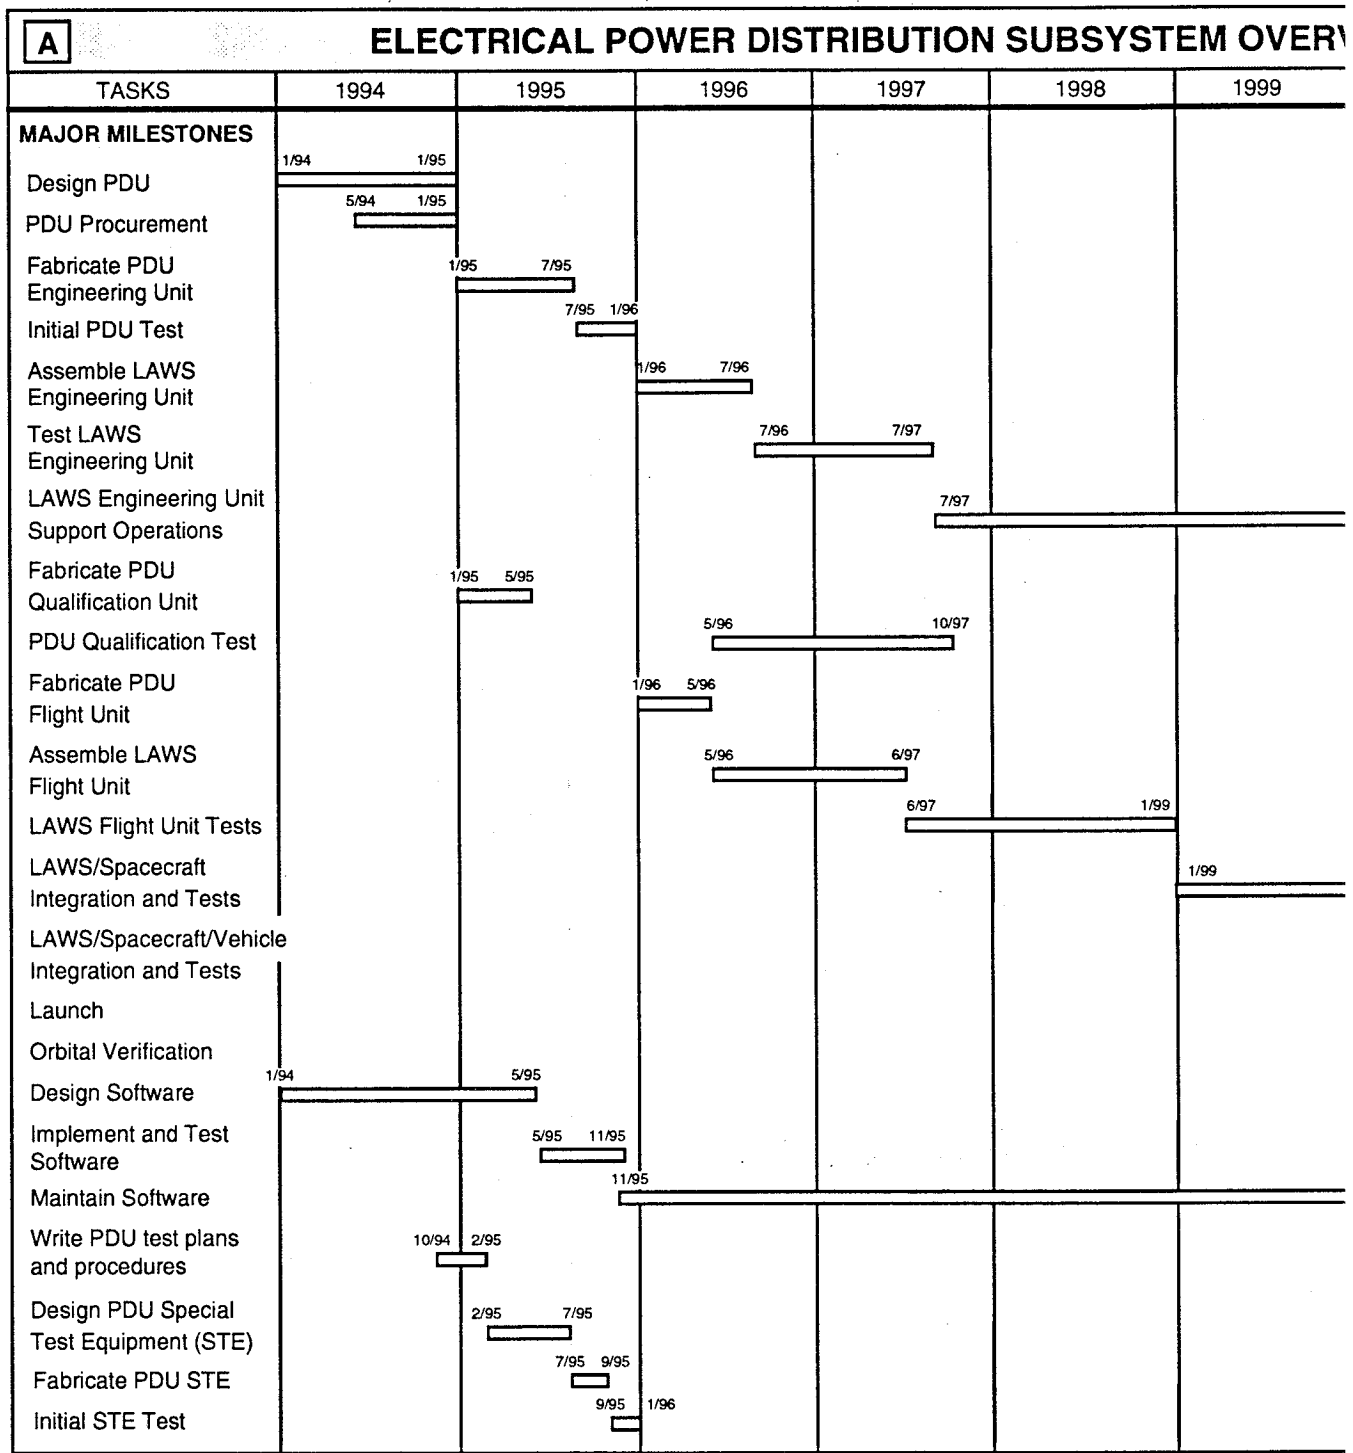 A
ELECTRICAL POWER DISTRIBUTION SUBSYSTEM OVERV
TASKS 1994 1995 1996 1997 1998 1999
MAJOR MILESTONES
1/94 1/95
Design PDU
5/94 1/95
PDU Procurement
Fabricate PDU 1/95 7/95
Engineering Unit
7/95 1/96
Initial PDU Test
Assemble LAWS 1/96 7/96
Engineering Unit
Test LAWS 7/96 7/97
Engineering Unit
LAWS Engineering Unit 7/97
Support Operations
Fabricate PDU 1/95 5/95
Qualification Unit
5/96 10/97
PDU Qualification Test
Fabricate PDU 1/96 5/96
Flight Unit
Assemble LAWS 5/96 6/97
Flight Unit
6/97 1/99
LAWS Flight Unit Tests
LAWS/Spacecraft 1/99
Integration and Tests
LAWS/Spacecraft/Vehicle
Integration and Tests
Launch
Orbital Verification
1/94 5/95
Design Software
Implement and Test 5/95 11/95
Software
11/95
Maintain Software
Write PDU test plans 10/94 2/95
and procedures
Design PDU Special 2/95 7/95
Test Equipment (STE)
7/95 9/95
Fabricate PDU STE
9/95 1/96
Initial STE Test